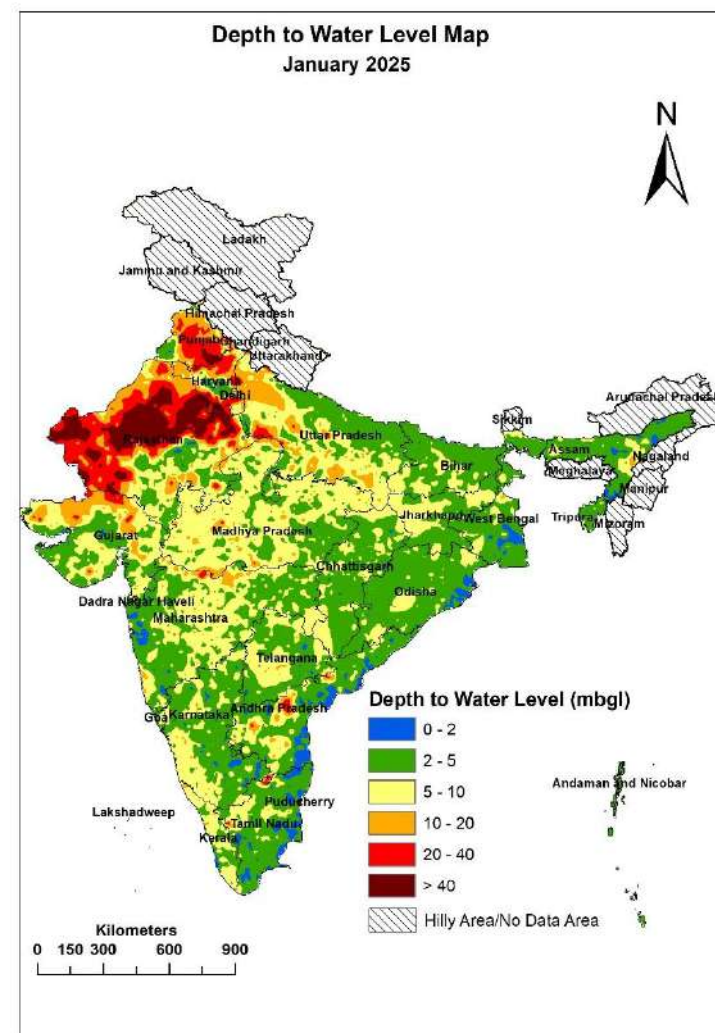 Depth to Water Level Map
January 2025
N
Ladakh
Jammu and Kashmir
Himachal Pradesh
Punjab
Chandigarh
Uttarakhand
Haryana
Delhi
Arunachal Pradesh
Rajasthan
Uttar Pradesh
Sikkim
Assam
Nagaland
Bihar
Meghalaya
Manipur
Jharkhand
West Bengal
Tripura
Mizoram
Gujarat
Madhya Pradesh
Chhattisgarh
Odisha
Dadra Nagar Haveli
Maharashtra
Telangana
Depth to Water Level (mbgl)
Goa
Karnataka
Andhra Pradesh
0 - 2
2 - 5
Andaman and Nicobar
5 - 10
Puducherry
Lakshadweep
Tamil Nadu
10 - 20
Kerala
20 - 40
> 40
Hilly Area/No Data Area
Kilometers
0 150 300 600 900